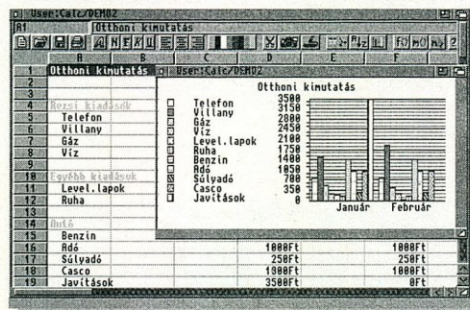 User:Calc/DEMO2
A1 Otthoni kimutatás
A B C D E F
1 Otthoni kimutatás
User:Calc/DEMO2
2
3
4 Rezsi kiadások
5 Telefon
6 Villany
7 Gáz
8 Víz
9
10 Egyébb kiadások
11 Level.lapok
12 Ruha
13
14 Autó
15 Benzin
16 Adó 1000Ft 1000Ft
17 Súlyadó 250Ft 250Ft
18 Casco 1000Ft 1000Ft
19 Javítások 3500Ft 0Ft
Otthoni kimutatás
Telefon
Villany
Gáz
Víz
Level.lapok
Ruha
Benzin
Adó
Súlyadó
Casco
Javítások
3500
3150
2800
2450
2100
1750
1400
1050
700
350
0
Január Február